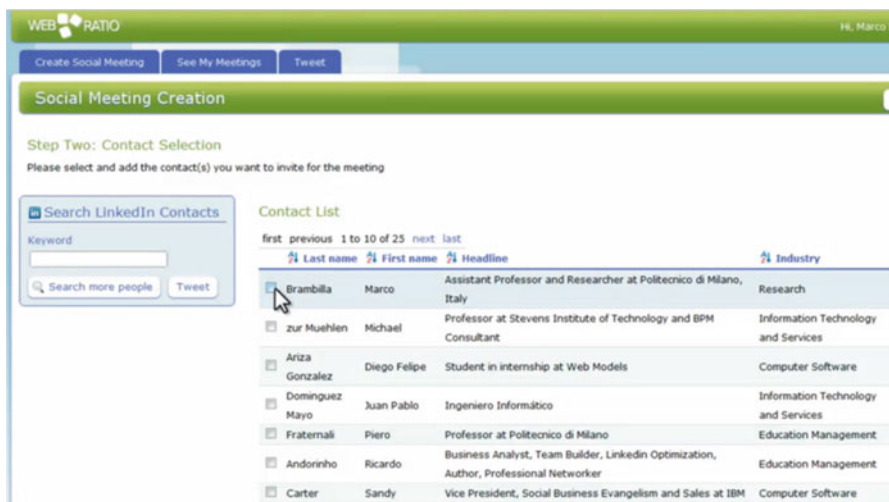 WEB RATIO
Hi, Marco
Create Social Meeting See My Meetings Tweet
Social Meeting Creation
Step Two: Contact Selection
Please select and add the contact(s) you want to invite for the meeting
in Search LinkedIn Contacts
Keyword
Search more people Tweet
Contact List
first previous 1 to 10 of 25 next last
Last name First name Headline Industry
Brambilla Marco Assistant Professor and Researcher at Politecnico di Milano, Research
Italy
zur Muehlen Michael Professor at Stevens Institute of Technology and BPM Information Technology
Consultant and Services
Ariza
Gonzalez Diego Felipe Student in internship at Web Models Computer Software
Dominguez Juan Pablo Ingeniero Informático Information Technology
Mayo and Services
Fraternali Piero Professor at Politecnico di Milano Education Management
Andorinho Ricardo Business Analyst, Team Builder, Linkedin Optimization, Education Management
Author, Professional Networker
Carter Sandy Vice President, Social Business Evangelism and Sales at IBM Computer Software